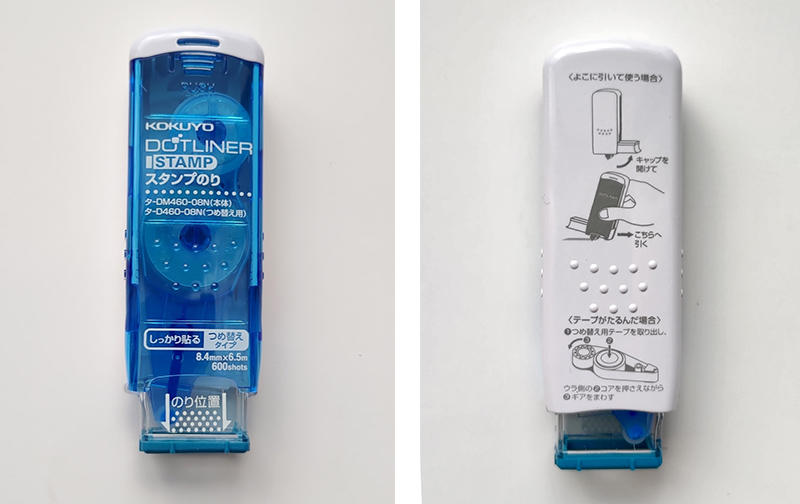 PUSH
KOKUYO
DOTLINER
STAMP
スタンプのり
タ-DM460-08N(本体)
タ-D460-08N(つめ替え用)
しっかり貼る
つめ替え
タイプ
8.4mm×6.5m
600shots
のり位置
〈よこに引いて使う場合〉
キャップを
開けて
DOTLINER
こちらへ
引く
〈テープがたるんだ場合〉
❶つめ替え用テープを取り出し、
❸ ❷
ウラ側の❷コアを押さえながら
❸ギアをまわす